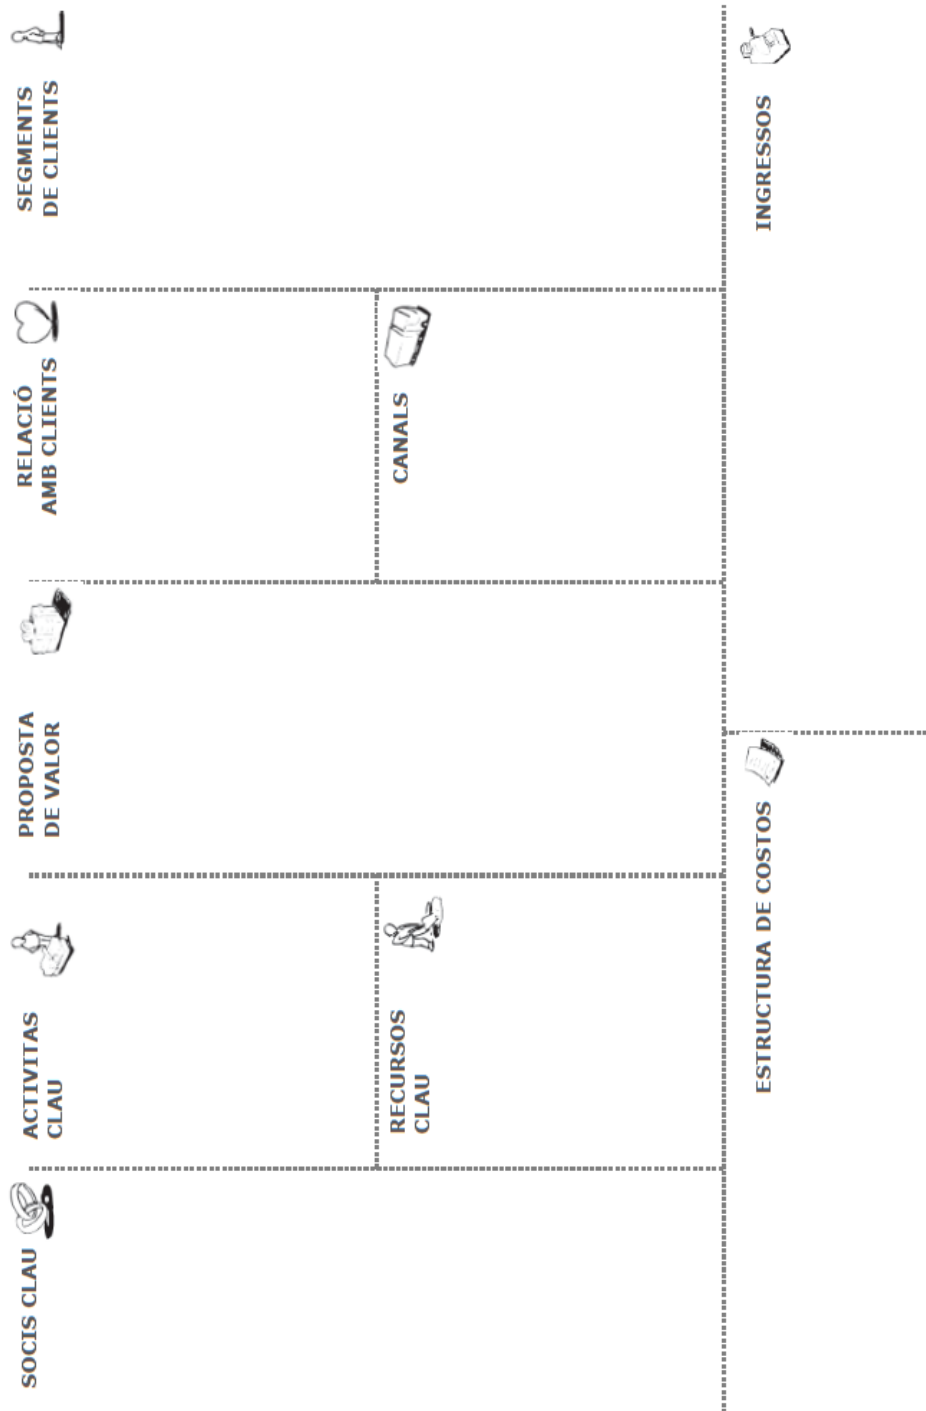 SOCIS CLAU
ACTIVITAS
CLAU
RECURSOS
CLAU
PROPOSTA
DE VALOR
RELACIÓ
AMB CLIENTS
CANALS
SEGMENTS
DE CLIENTS
ESTRUCTURA DE COSTOS
INGRESSOS